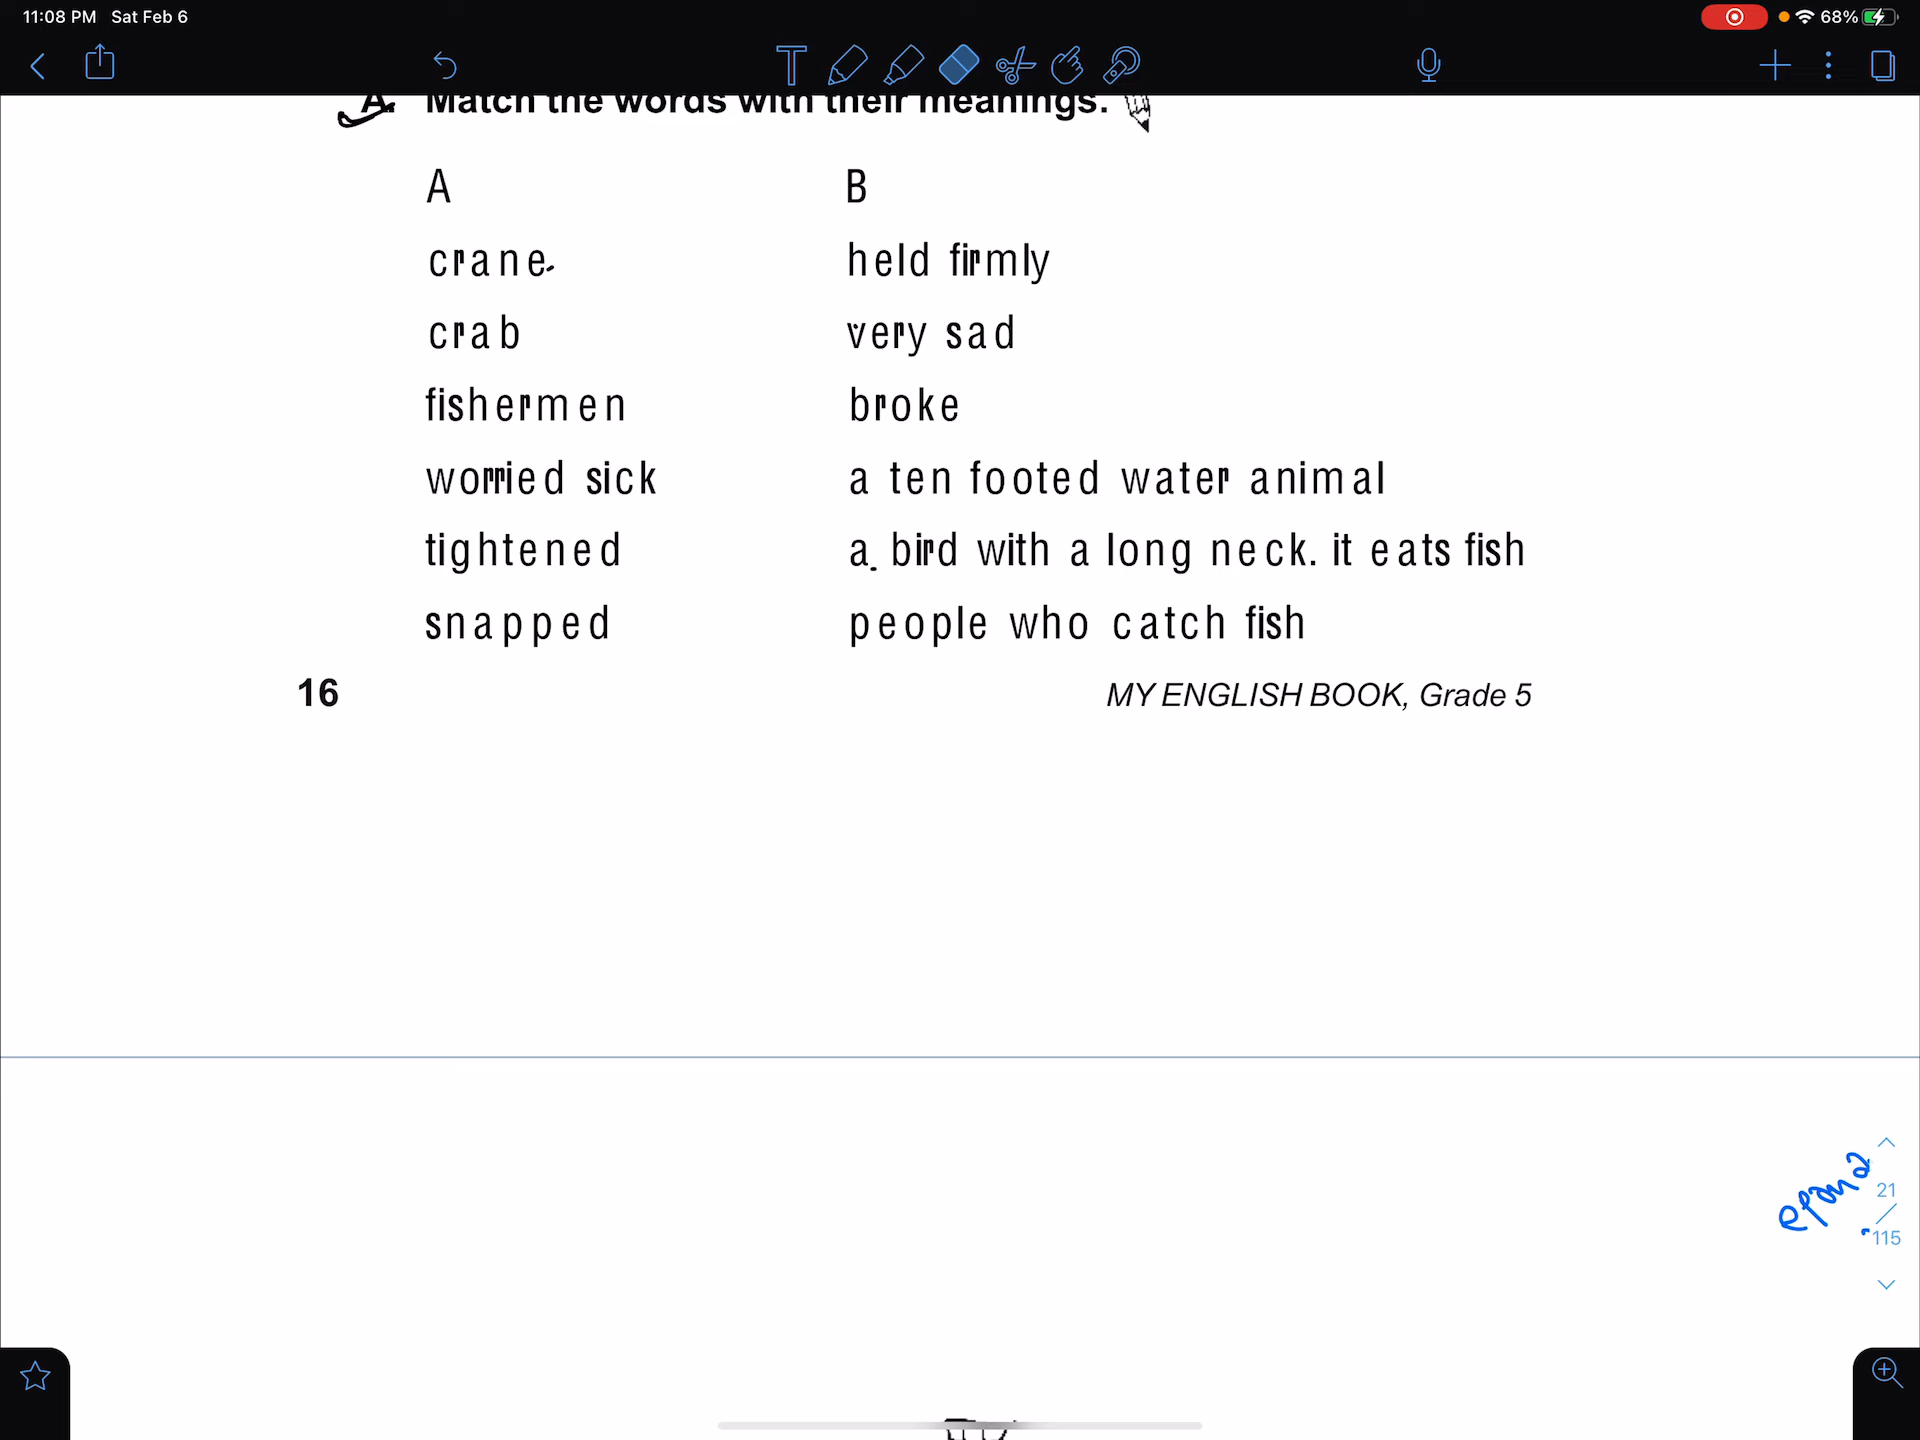 11:08 PM Sat Feb 6
68%
A. Match the words with their meanings.
A B
crane held firmly
crab very sad
fishermen broke
worried sick a ten footed water animal
tightened a bird with a long neck. it eats fish
snapped people who catch fish
16 MY ENGLISH BOOK, Grade 5
21
/
115